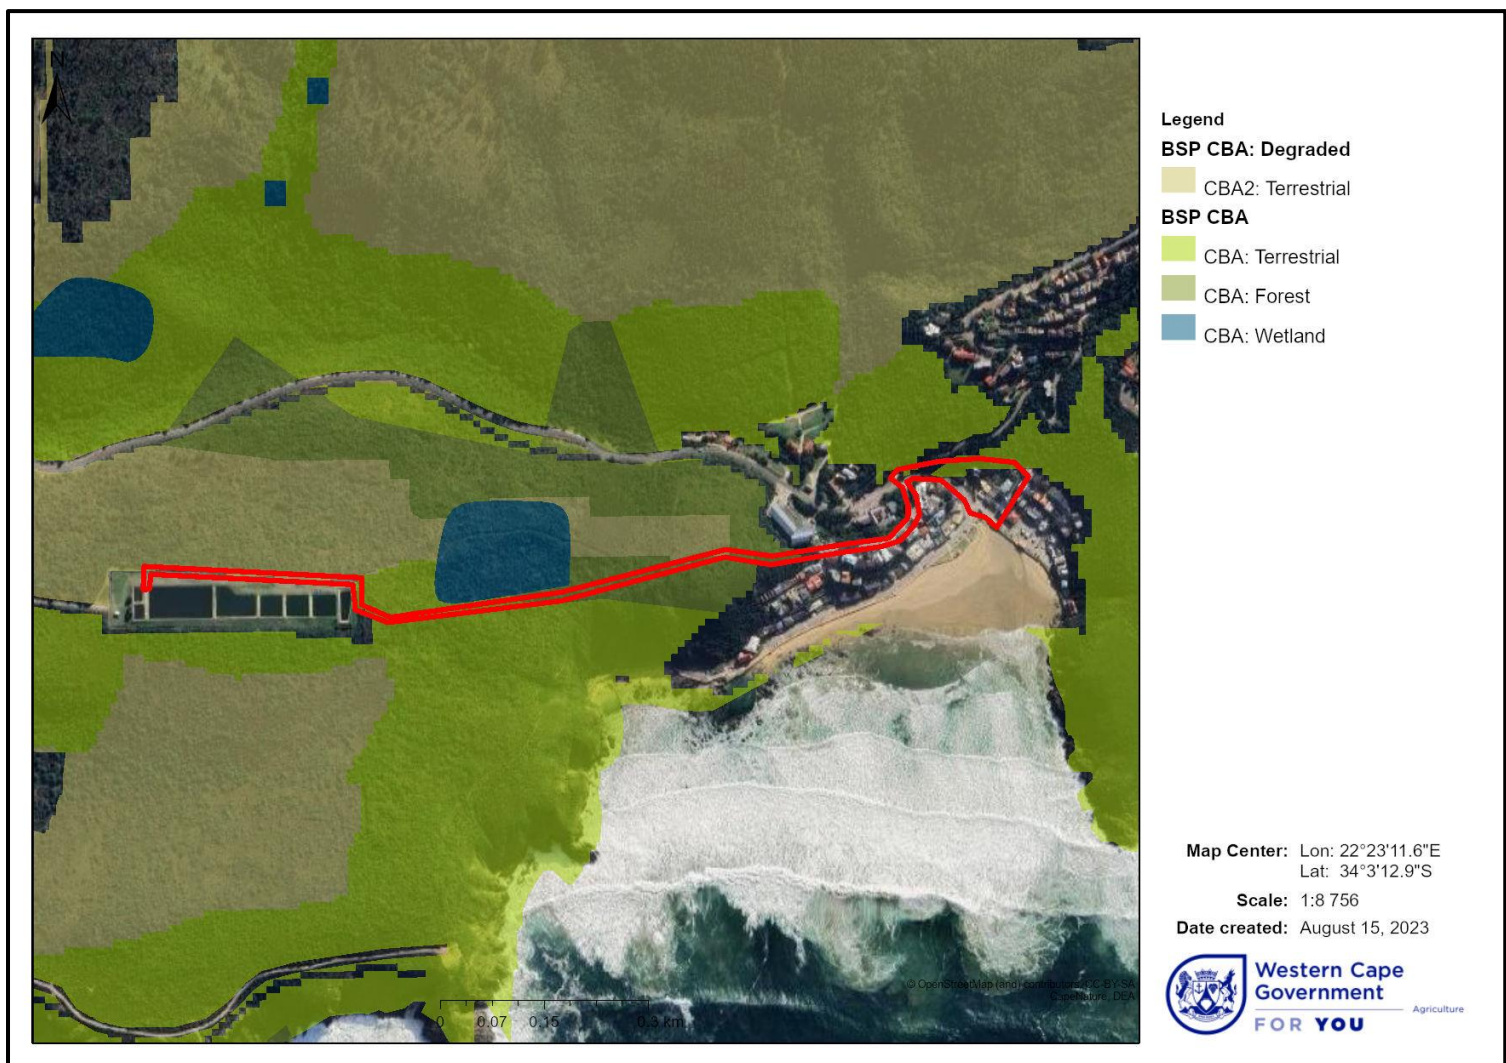 N
Legend
BSP CBA: Degraded
CBA2: Terrestrial
BSP CBA
CBA: Terrestrial
CBA: Forest
CBA: Wetland
Map Center: Lon: 22°23'11.6"E
Lat: 34°3'12.9"S
Scale: 1:8 756
Date created: August 15, 2023
© OpenStreetMap (and) contributors, CC-BY-SA
CapeNature, DEA
0 0.07 0.15 0.3 km
Western Cape
Government
Agriculture
FOR YOU